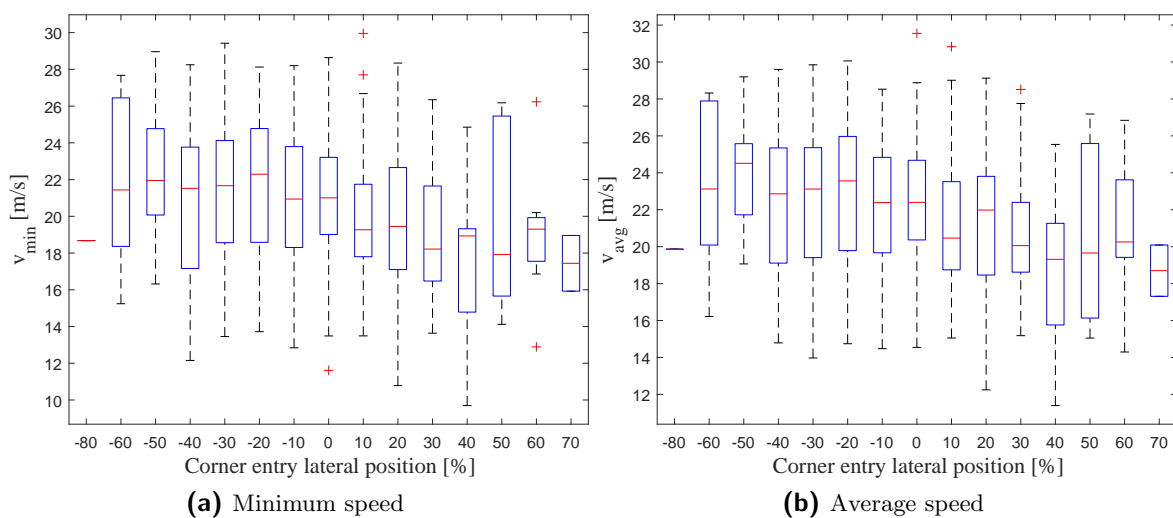 30
28
26
24
22
20
18
16
14
12
10
v_min [m/s]
-80 -60 -50 -40 -30 -20 -10 0 10 20 30 40 50 60 70
Corner entry lateral position [%]
(a) Minimum speed
32
30
28
26
24
22
20
18
16
14
12
v_avg [m/s]
-80 -60 -50 -40 -30 -20 -10 0 10 20 30 40 50 60 70
Corner entry lateral position [%]
(b) Average speed